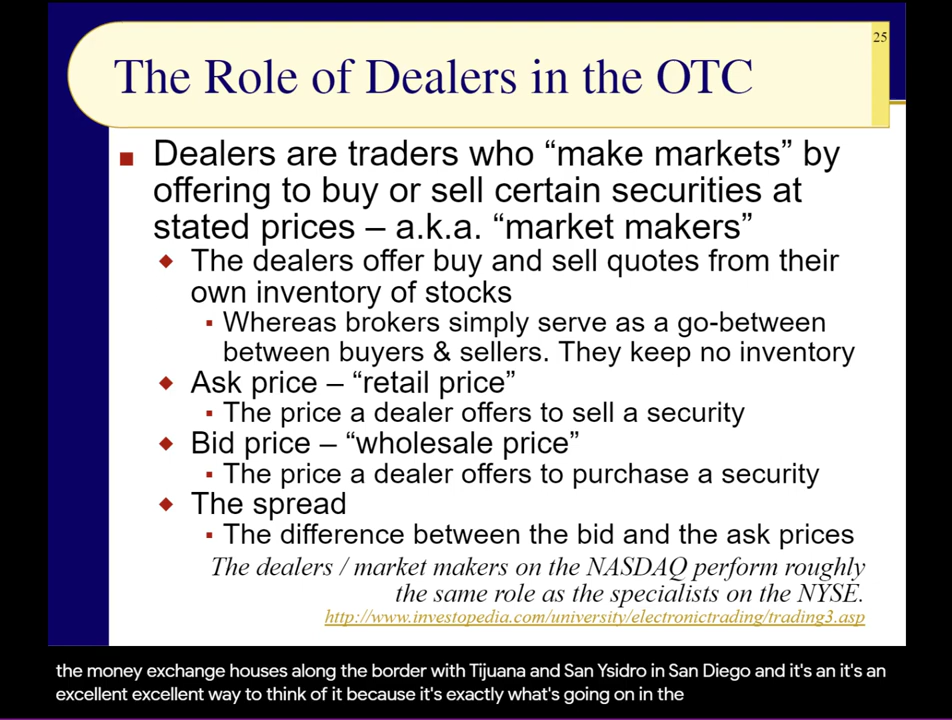 25
The Role of Dealers in the OTC
Dealers are traders who “make markets” by
offering to buy or sell certain securities at
stated prices – a.k.a. “market makers”
The dealers offer buy and sell quotes from their
own inventory of stocks
Whereas brokers simply serve as a go-between
between buyers & sellers. They keep no inventory
Ask price – “retail price”
The price a dealer offers to sell a security
Bid price – “wholesale price”
The price a dealer offers to purchase a security
The spread
The difference between the bid and the ask prices
The dealers / market makers on the NASDAQ perform roughly
the same role as the specialists on the NYSE.
http://www.investopedia.com/university/electronictrading/trading3.asp
the money exchange houses along the border with Tijuana and San Ysidro in San Diego and it's an it's an
excellent excellent way to think of it because it's exactly what's going on in the